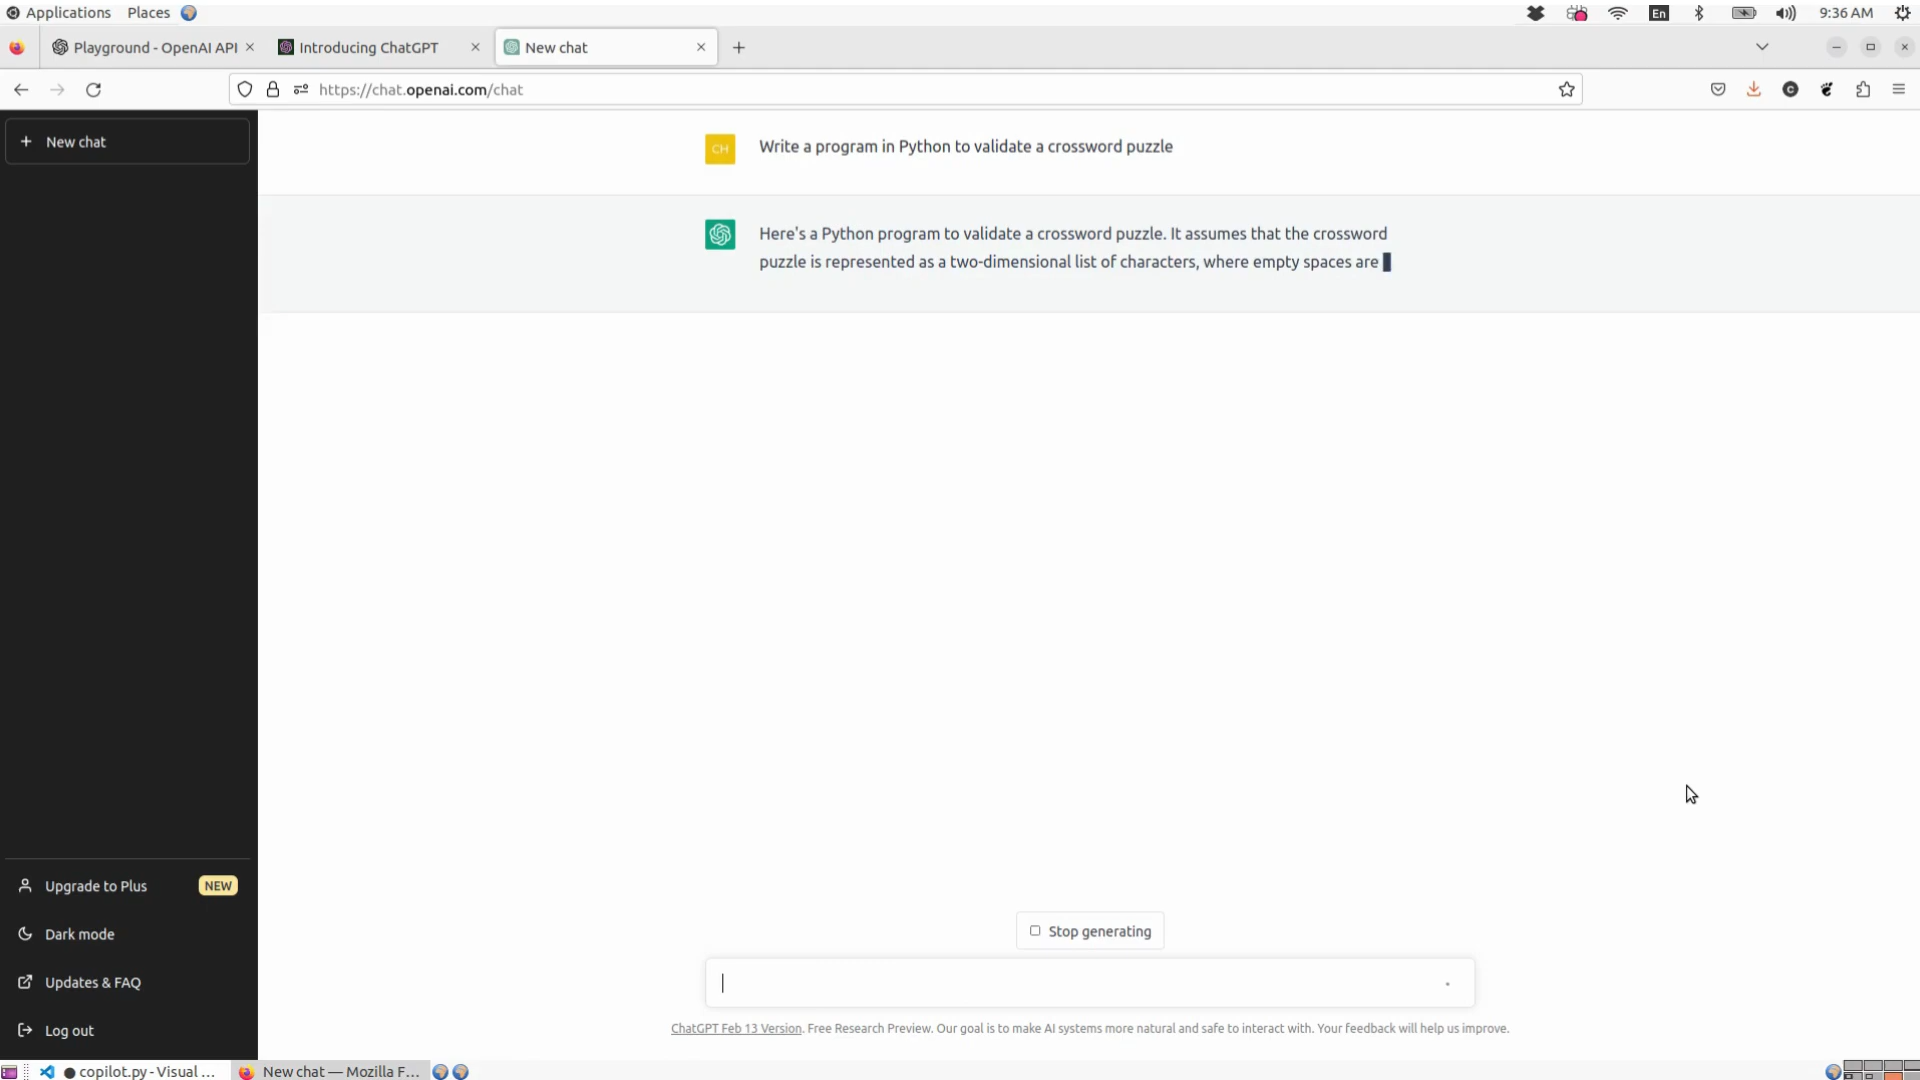 Applications Places
En 9:36 AM
Playground - OpenAI API Introducing ChatGPT New chat
https://chat.openai.com/chat
New chat
CH Write a program in Python to validate a crossword puzzle
Here's a Python program to validate a crossword puzzle. It assumes that the crossword
puzzle is represented as a two-dimensional list of characters, where empty spaces are
Upgrade to Plus NEW
Dark mode
Updates & FAQ
Log out
Stop generating
ChatGPT Feb 13 Version. Free Research Preview. Our goal is to make AI systems more natural and safe to interact with. Your feedback will help us improve.
copilot.py - Visual ... New chat — Mozilla F...